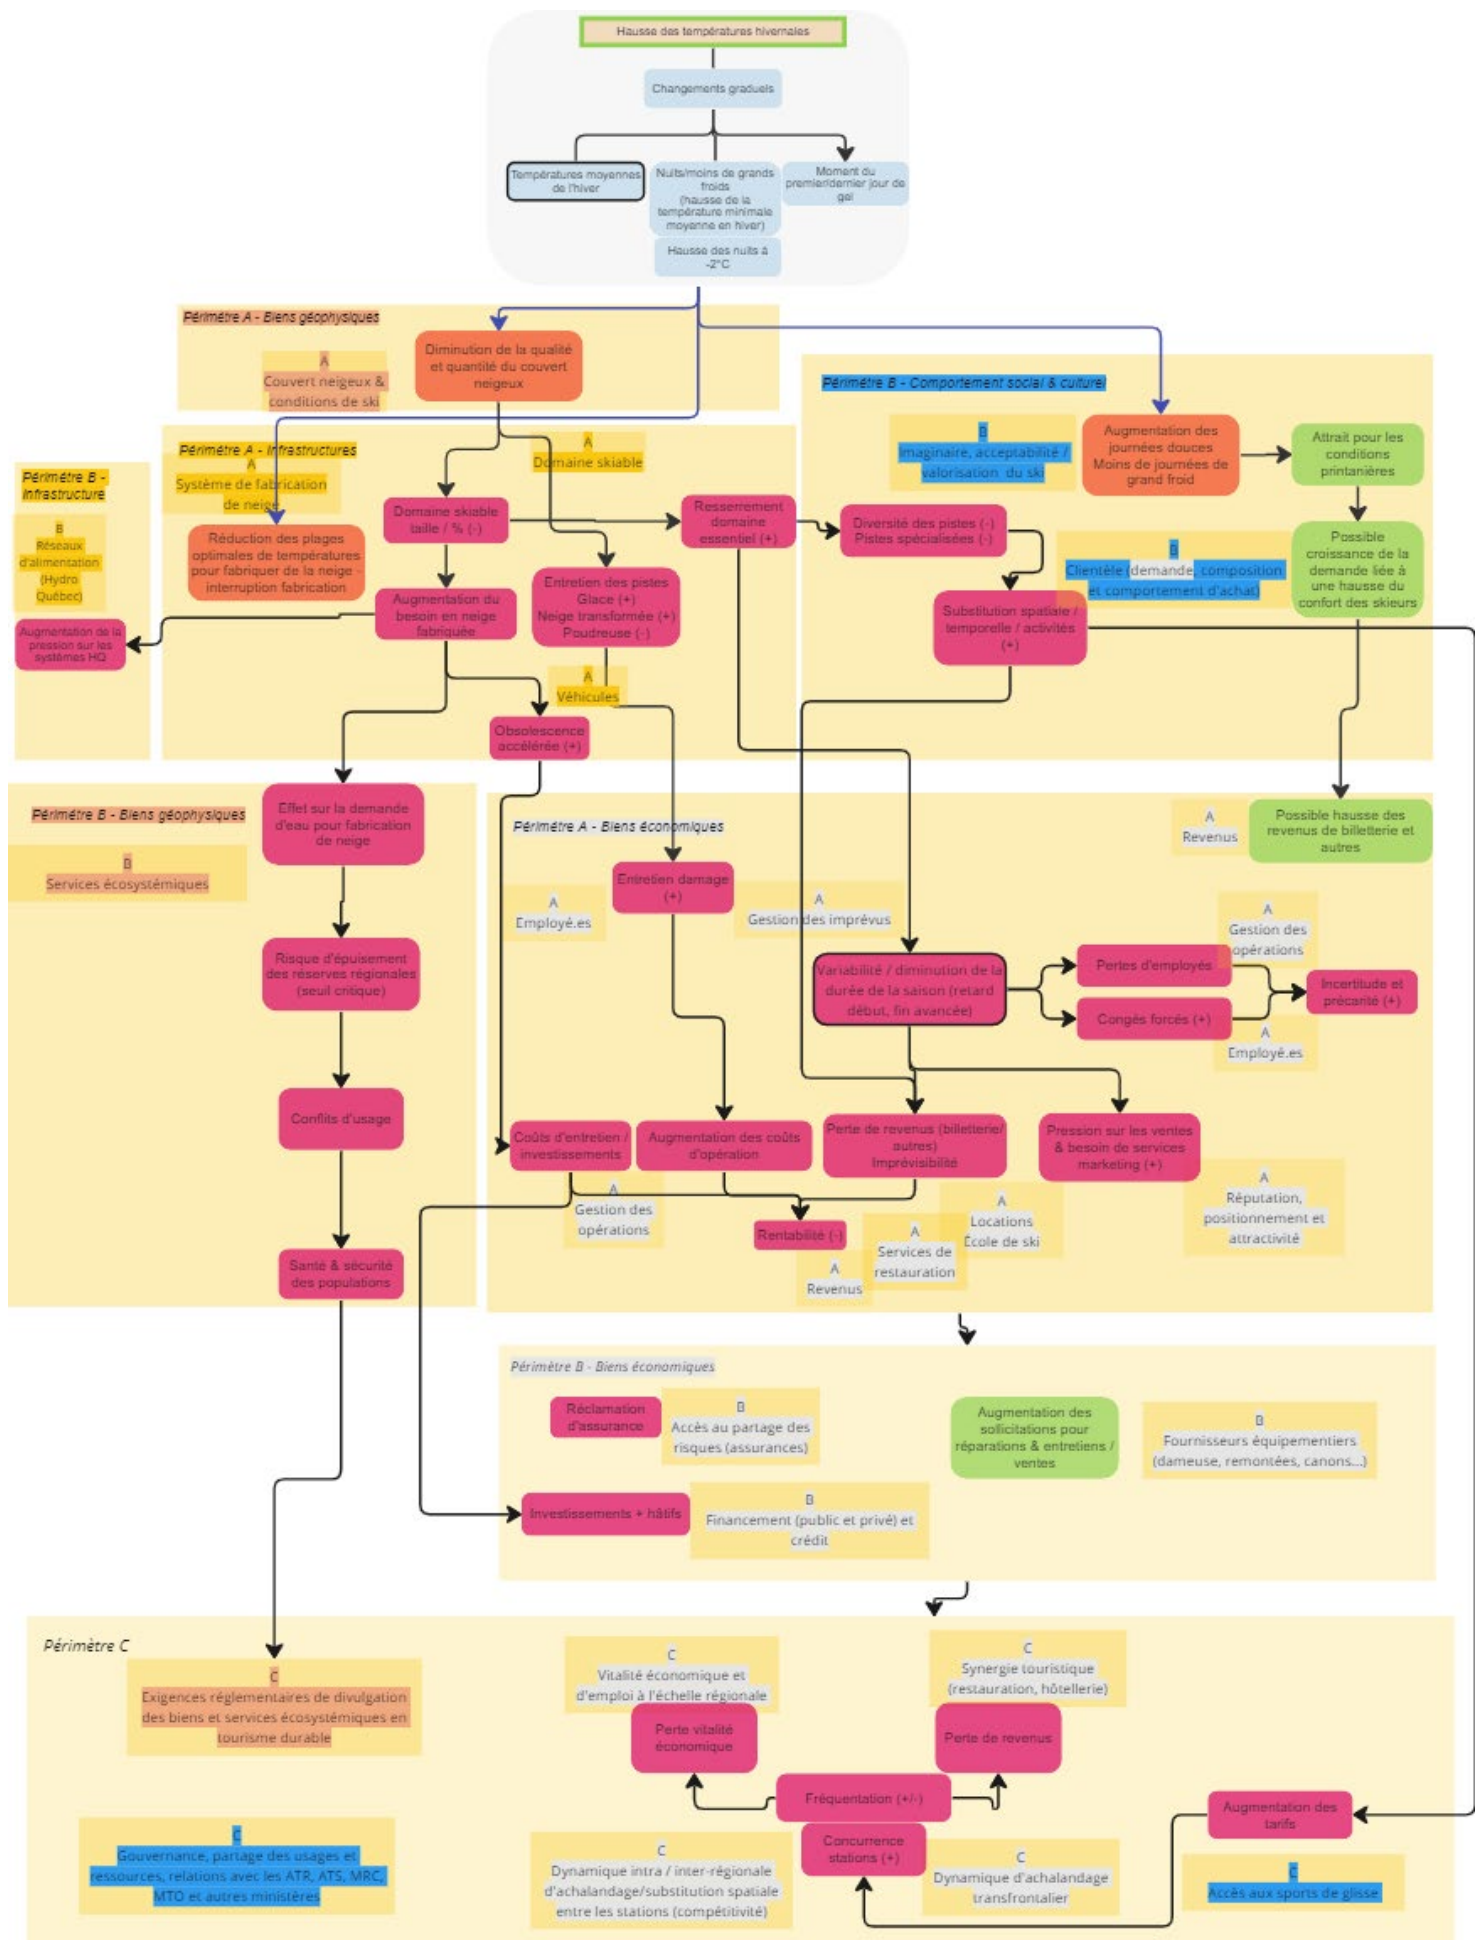 Hausse des températures hivernales
Changements graduels
Températures moyennes
de l'hiver
Nuits/moins de grands
froids
(hausse de la
température minimale
moyenne en hiver)
Moment du
premier/dernier jour de
gel
Hausse des nuits à
-2°C
Périmétre A - Biens géophysiques
A
Couvert neigeux &
conditions de ski
Diminution de la qualité
et quantité du couvert
neigeux
Périmétre B - Comportement social & culturel
B
Imaginaire, acceptabilité /
valorisation du ski
Augmentation des
journées douces
Moins de journées de
grand froid
Attrait pour les
conditions
printanières
Périmétre A - Infrastructures
A
Système de fabrication
de neige
A
Domaine skiable
Périmétre B -
Infrastructure
B
Réseaux
d'alimentation
(Hydro
Québec)
Réduction des plages
optimales de températures
pour fabriquer de la neige -
interruption fabrication
Domaine skiable
taille / % (-)
Resserrement
domaine
essentiel (+)
Diversité des pistes (-)
Pistes spécialisées (-)
B
Clientèle (demande, composition
et comportement d'achat)
Possible
croissance de la
demande liée à
une hausse du
confort des skieurs
Entretien des pistes
Glace (+)
Neige transformée (+)
Poudreuse (-)
Augmentation du
besoin en neige
fabriquée
Substitution spatiale /
temporelle / activités
(+)
Augmentation de la
pression sur les
systèmes HQ
A
Véhicules
Obsolescence
accélérée (+)
Périmétre B - Biens géophysiques
B
Services écosystémiques
Effet sur la demande
d'eau pour fabrication
de neige
Risque d'épuisement
des réserves régionales
(seuil critique)
Conflits d'usage
Santé & sécurité
des populations
Périmétre A - Biens économiques
A
Revenus
Possible hausse des
revenus de billetterie et
autres
Entretien damage
(+)
A
Employé.es
A
Gestion des imprévus
A
Gestion des
opérations
Variabilité / diminution de la
durée de la saison (retard
début, fin avancée)
Pertes d'employés
Congés forcés (+)
Incertitude et
précarité (+)
A
Employé.es
Coûts d'entretien /
investissements
Augmentation des coûts
d'opération
Perte de revenus (billetterie/
autres)
Imprévisibilité
Pression sur les ventes
& besoin de services
marketing (+)
A
Gestion des
opérations
Rentabilité (-)
A
Revenus
A
Services de
restauration
A
Locations
École de ski
A
Réputation,
positionnement et
attractivité
Périmètre B - Biens économiques
Réclamation
d'assurance
B
Accès au partage des
risques (assurances)
Augmentation des
sollicitations pour
réparations & entretiens /
ventes
B
Fournisseurs équipementiers
(dameuse, remontées, canons...)
Investissements + hâtifs
B
Financement (public et privé) et
crédit
Périmètre C
C
Exigences réglementaires de divulgation
des biens et services écosystémiques en
tourisme durable
C
Vitalité économique et
d'emploi à l'échelle régionale
Perte vitalité
économique
C
Synergie touristique
(restauration, hôtellerie)
Perte de revenus
Fréquentation (+/-)
Concurrence
stations (+)
Augmentation des
tarifs
C
Gouvernance, partage des usages et
ressources, relations avec les ATR, ATS, MRC,
MTO et autres ministères
C
Dynamique intra / inter-régionale
d'achalandage/substitution spatiale
entre les stations (compétitivité)
C
Dynamique d'achalandage
transfrontalier
C
Accès aux sports de glisse